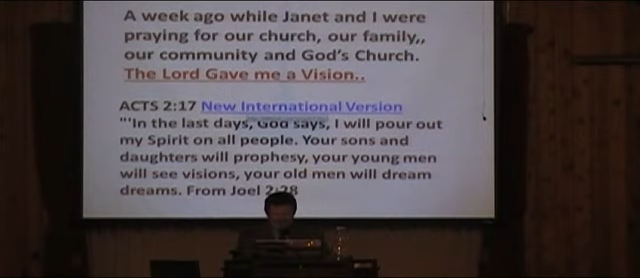 A week ago while Janet and I were
praying for our church, our family,,
our community and God's Church.
The Lord Gave me a Vision..
ACTS 2:17 New International Version
"'In the last days, God says, I will pour out
my Spirit on all people. Your sons and
daughters will prophesy, your young men
will see visions, your old men will dream
dreams. From Joel 2:28